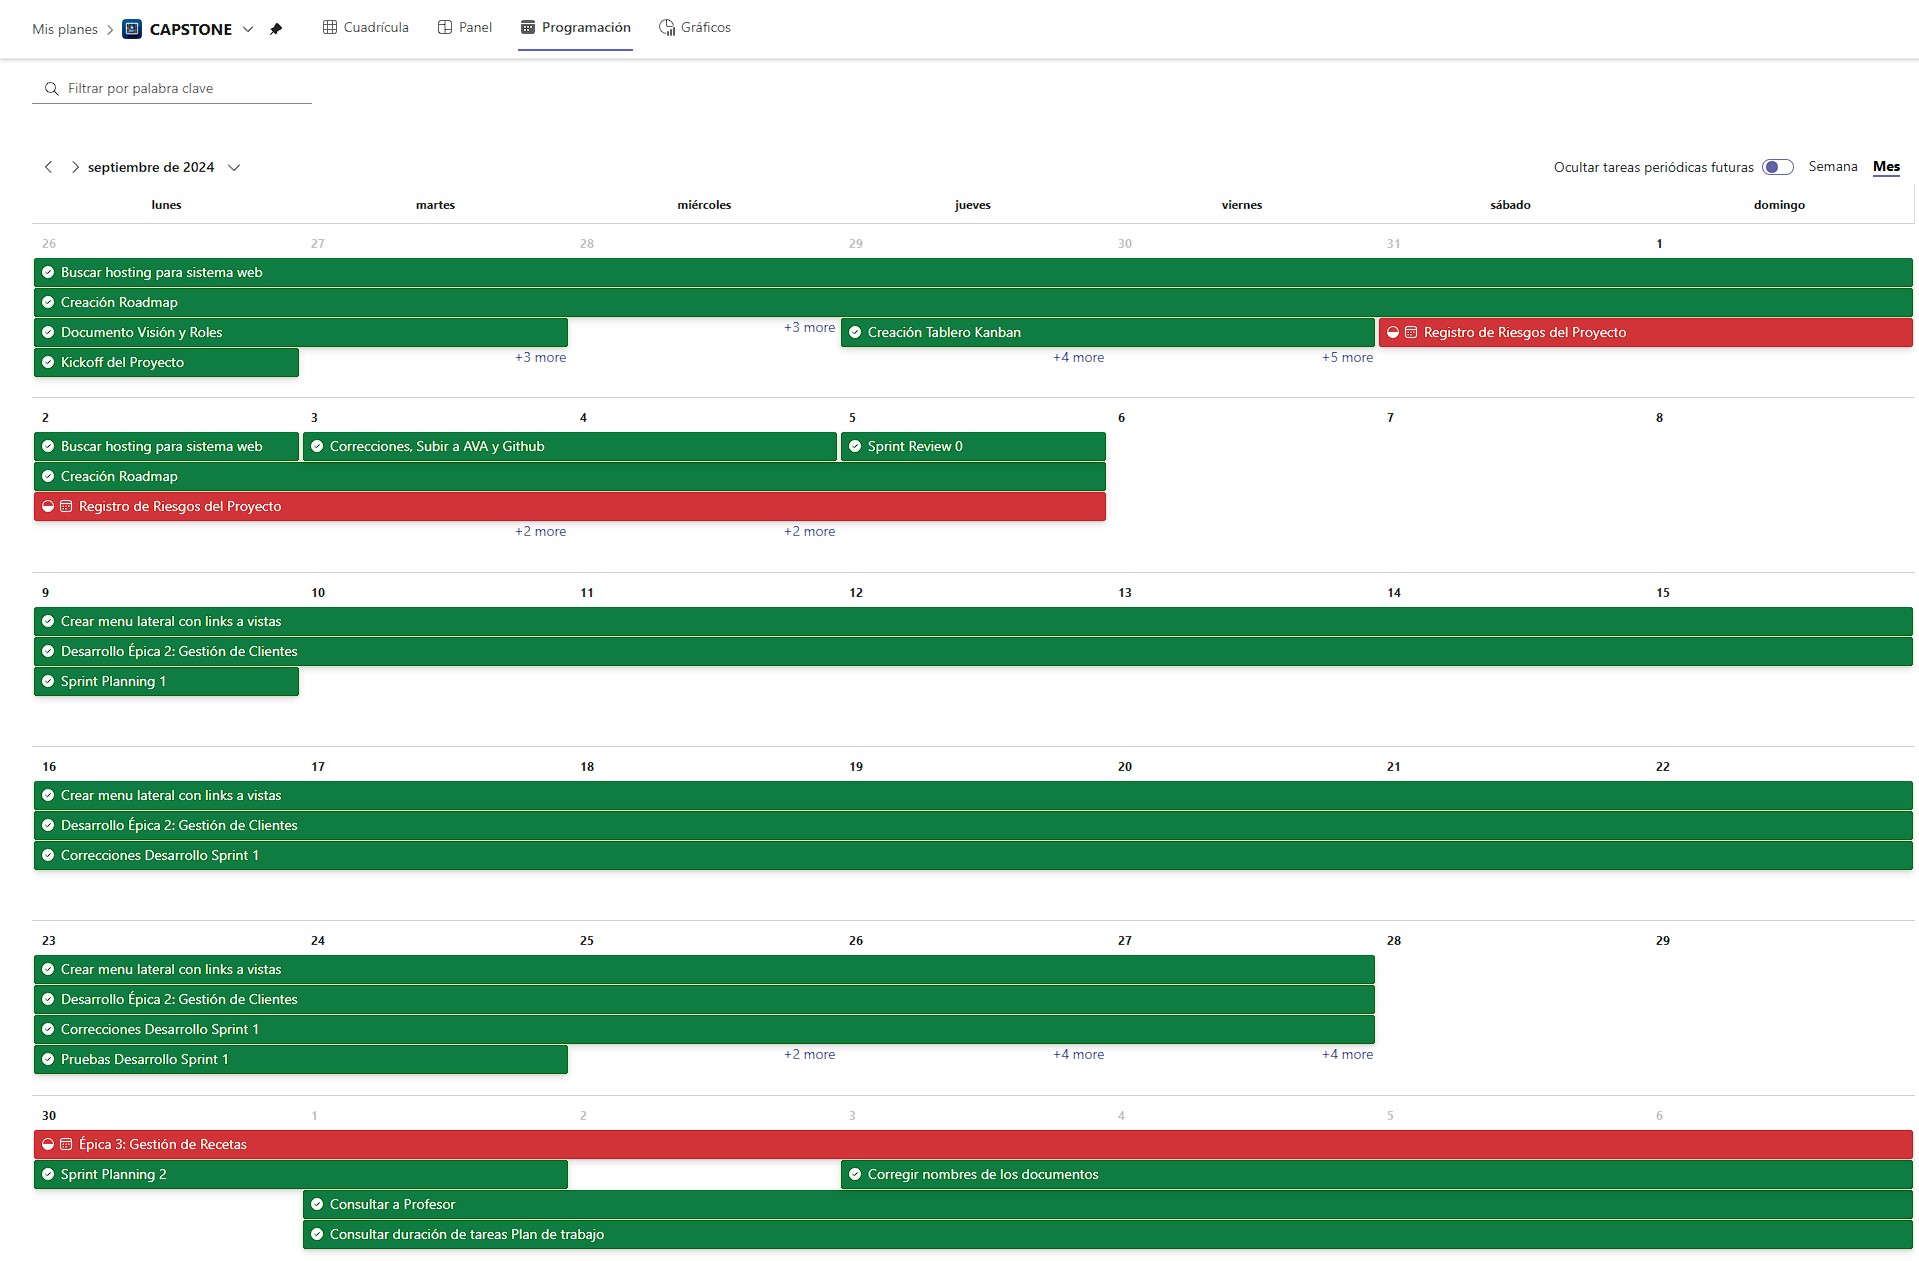 Mis planes > CAPSTONE Cuadrícula Panel Programación Gráficos
Filtrar por palabra clave
septiembre de 2024 Ocultar tareas periódicas futuras Semana Mes
lunes martes miércoles jueves viernes sábado domingo
26 27 28 29 30 31 1
Buscar hosting para sistema web
Creación Roadmap
Documento Visión y Roles +3 more Creación Tablero Kanban Registro de Riesgos del Proyecto
Kickoff del Proyecto +3 more +4 more +5 more
2 3 4 5 6 7 8
Buscar hosting para sistema web Correcciones, Subir a AVA y Github Sprint Review 0
Creación Roadmap
Registro de Riesgos del Proyecto
+2 more +2 more
9 10 11 12 13 14 15
Crear menu lateral con links a vistas
Desarrollo Épica 2: Gestión de Clientes
Sprint Planning 1
16 17 18 19 20 21 22
Crear menu lateral con links a vistas
Desarrollo Épica 2: Gestión de Clientes
Correcciones Desarrollo Sprint 1
23 24 25 26 27 28 29
Crear menu lateral con links a vistas
Desarrollo Épica 2: Gestión de Clientes
Correcciones Desarrollo Sprint 1
Pruebas Desarrollo Sprint 1 +2 more +4 more +4 more
30 1 2 3 4 5 6
Épica 3: Gestión de Recetas
Sprint Planning 2 Corregir nombres de los documentos
Consultar a Profesor
Consultar duración de tareas Plan de trabajo